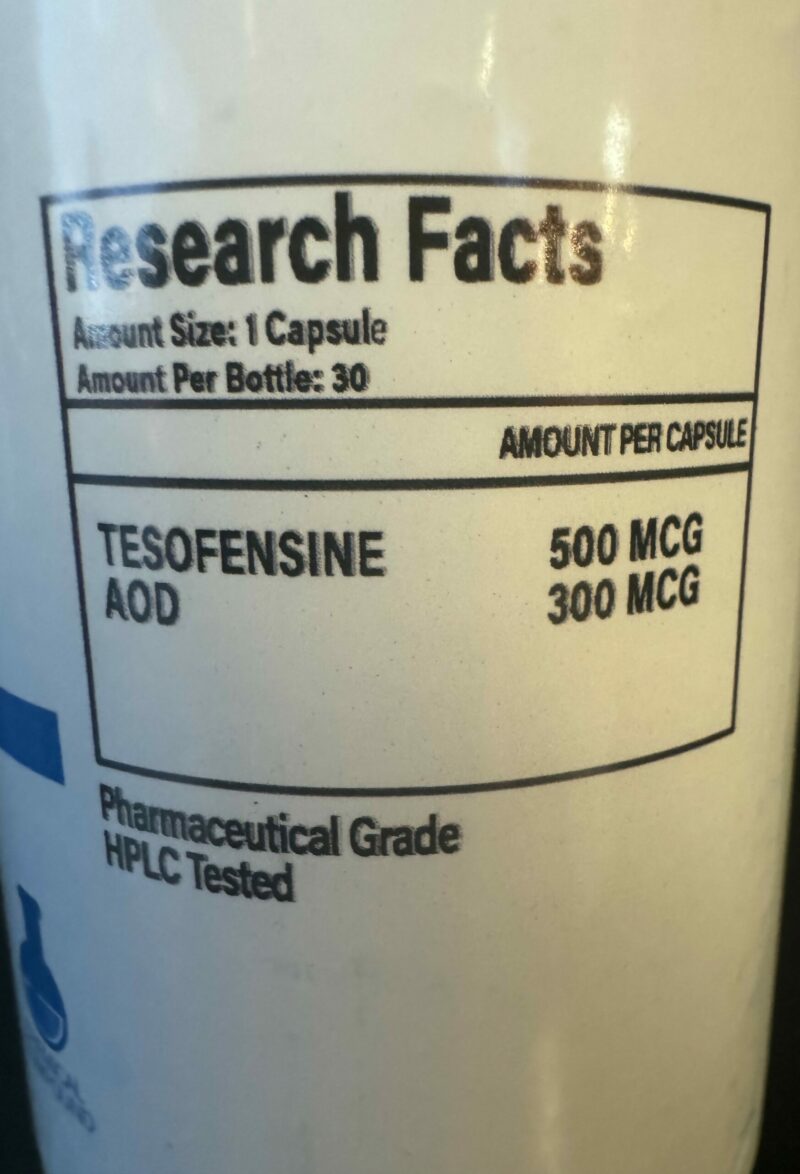 Research Facts
Amount Size: 1 Capsule
Amount Per Bottle: 30
AMOUNT PER CAPSULE
TESOFENSINE 500 MCG
AOD 300 MCG
Pharmaceutical Grade
HPLC Tested